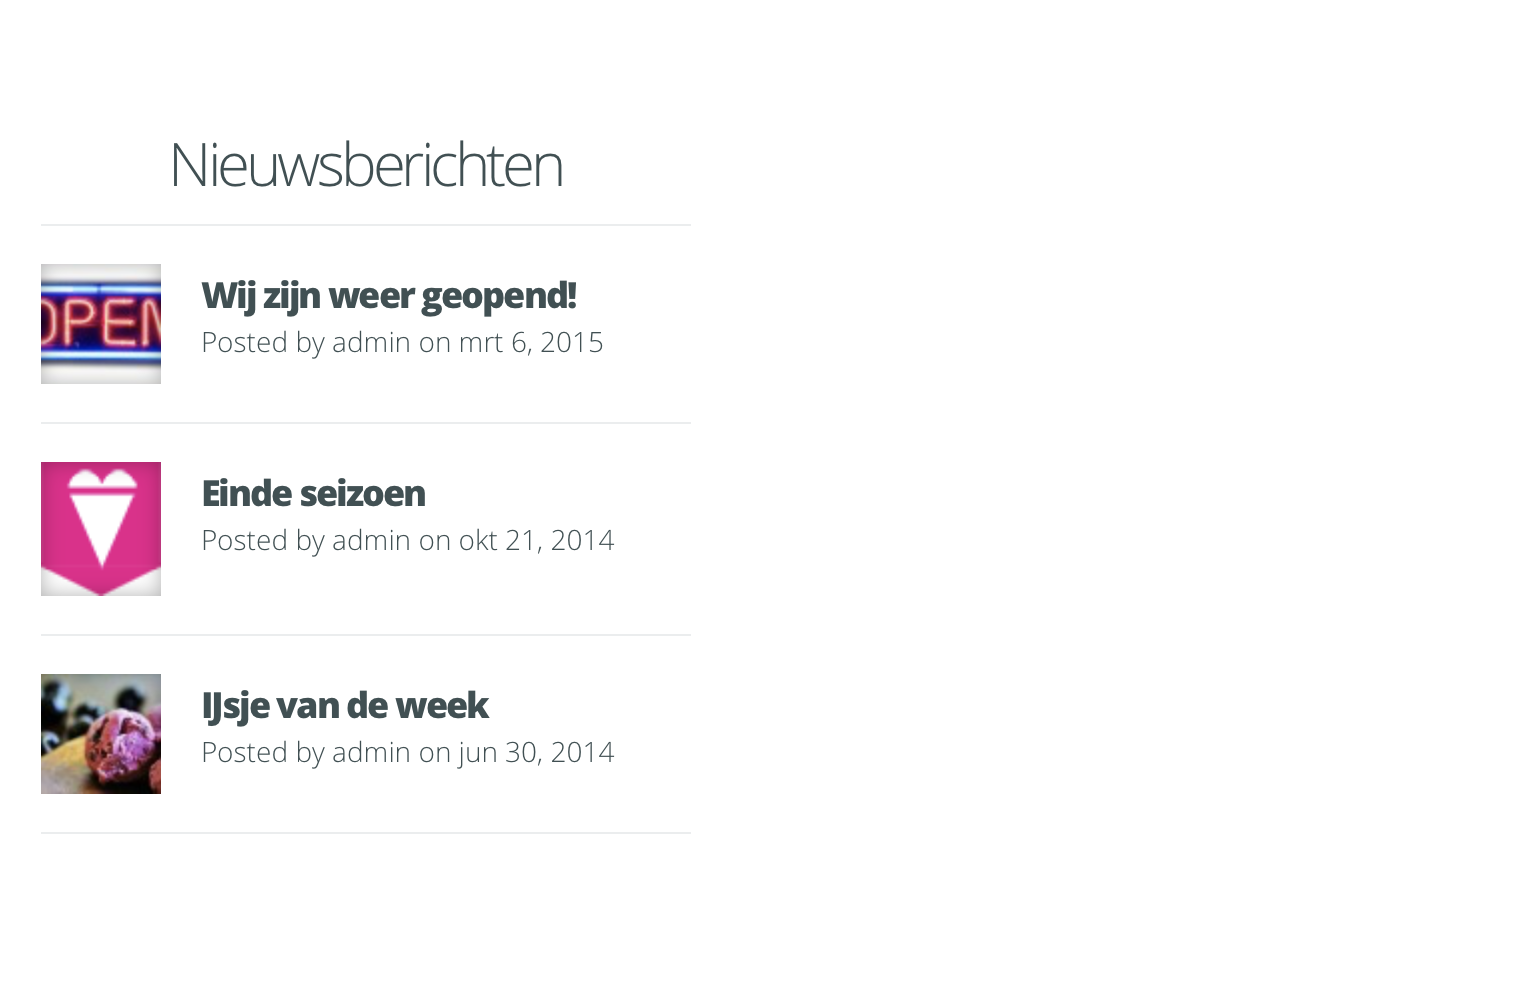 Nieuwsberichten
OPEN
Wij zijn weer geopend!
Posted by admin on mrt 6, 2015
Einde seizoen
Posted by admin on okt 21, 2014
IJsje van de week
Posted by admin on jun 30, 2014